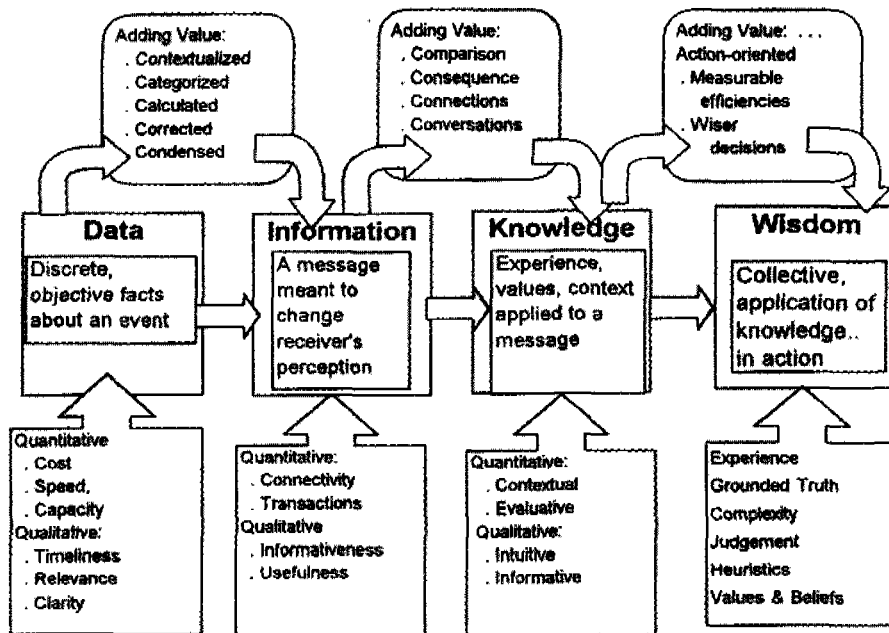 Adding Value:
. Contextualized
. Categorized
. Calculated
. Corrected
. Condensed
Adding Value:
. Comparison
. Consequence
. Connections
. Conversations
Adding Value: ...
Action-oriented
. Measurable
efficiencies
. Wiser
decisions
Data
Discrete,
objective facts
about an event
Information
A message
meant to
change
receiver's
perception
Knowledge
Experience,
values, context
applied to a
message
Wisdom
Collective,
application of
knowledge..
in action
Quantitative
. Cost
. Speed,
. Capacity
Qualitative:
. Timeliness
. Relevance
. Clarity
Quantitative:
. Connectivity
. Transactions
Qualitative
. Informativeness
. Usefulness
Quantitative:
. Contextual
. Evaluative
Qualitative:
. Intuitive
. Informative
Experience
Grounded Truth
Complexity
Judgement
Heuristics
Values & Beliefs